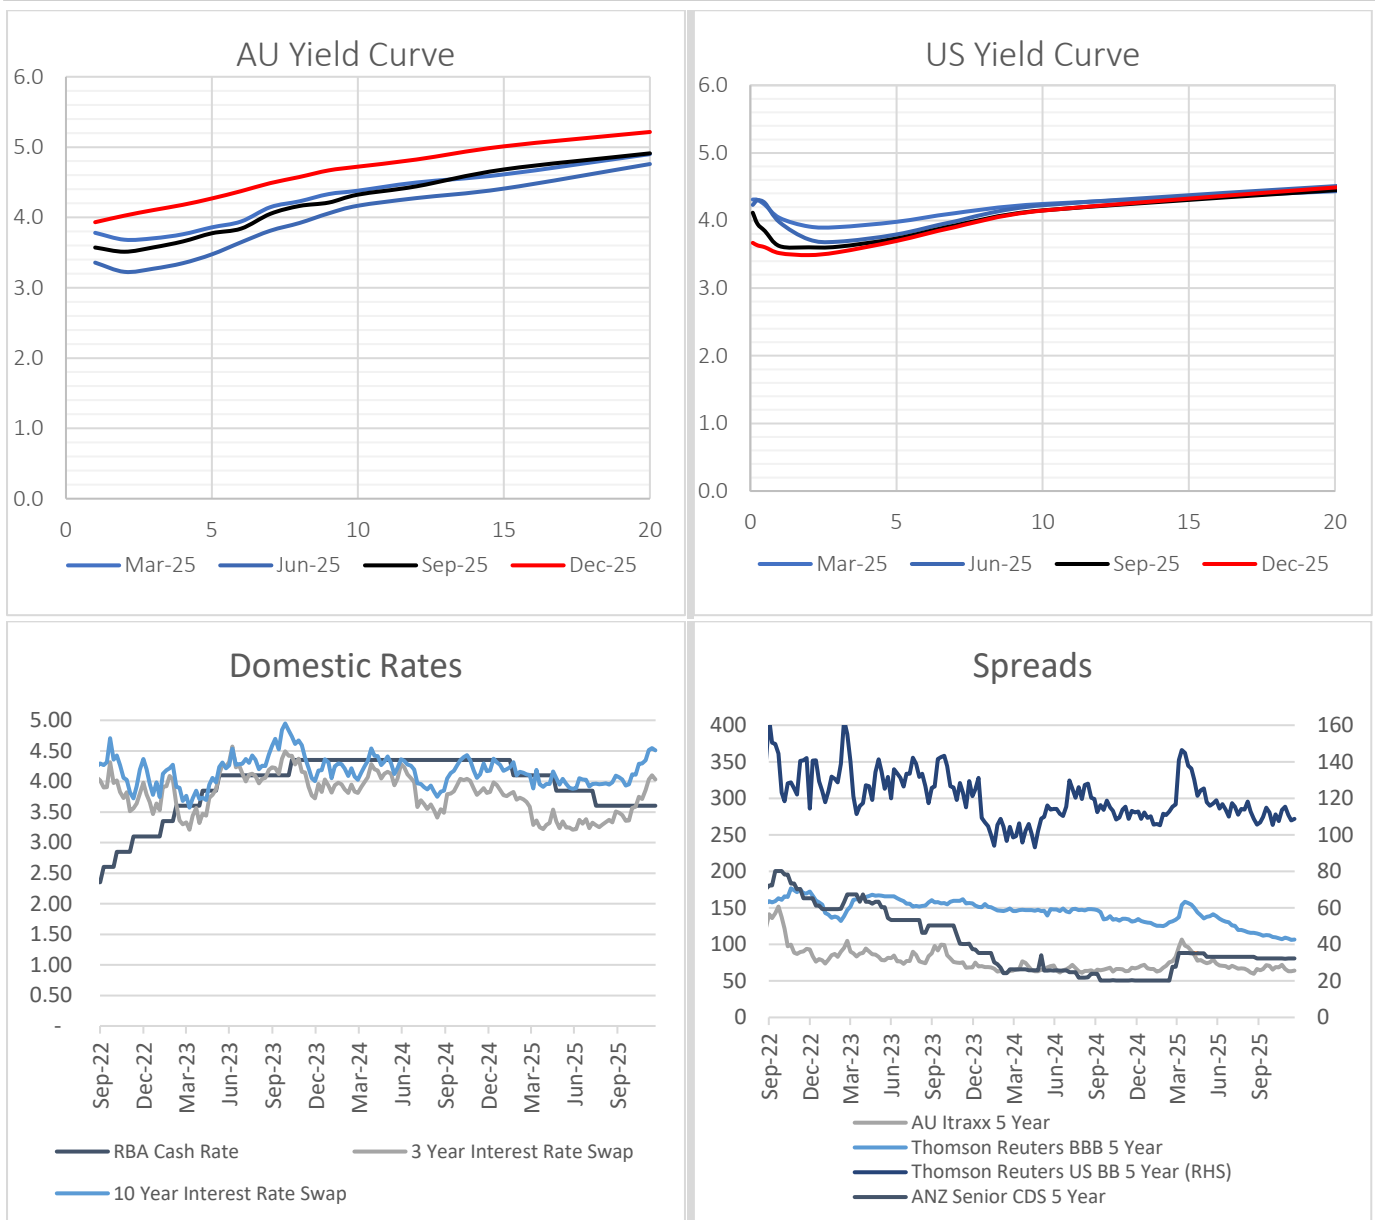 AU Yield Curve
6.0
5.0
4.0
3.0
2.0
1.0
0.0
0 5 10 15 20
Mar-25 Jun-25 Sep-25 Dec-25
US Yield Curve
6.0
5.0
4.0
3.0
2.0
1.0
0.0
0 5 10 15 20
Mar-25 Jun-25 Sep-25 Dec-25
Domestic Rates
5.00
4.50
4.00
3.50
3.00
2.50
2.00
1.50
1.00
0.50
-
Sep-22 Dec-22 Mar-23 Jun-23 Sep-23 Dec-23 Mar-24 Jun-24 Sep-24 Dec-24 Mar-25 Jun-25 Sep-25
RBA Cash Rate 3 Year Interest Rate Swap
10 Year Interest Rate Swap
Spreads
400 160
350 140
300 120
250 100
200 80
150 60
100 40
50 20
0 0
Sep-22 Dec-22 Mar-23 Jun-23 Sep-23 Dec-23 Mar-24 Jun-24 Sep-24 Dec-24 Mar-25 Jun-25 Sep-25
AU Itraxx 5 Year
Thomson Reuters BBB 5 Year
Thomson Reuters US BB 5 Year (RHS)
ANZ Senior CDS 5 Year